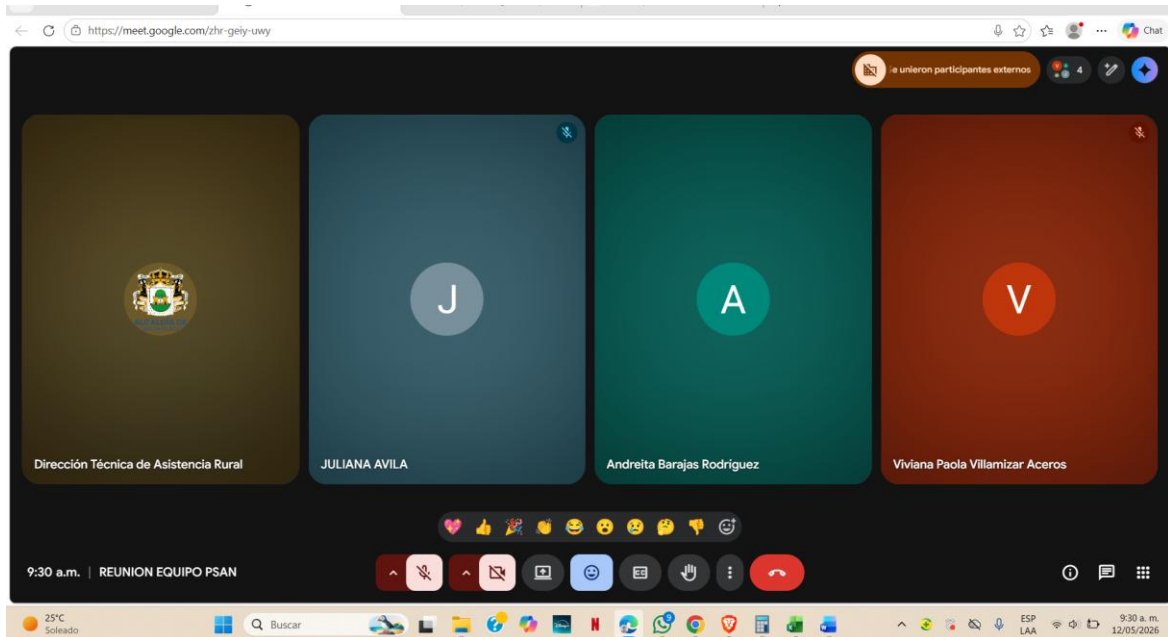 https://meet.google.com/zhr-geiy-uwy
Chat
e unieron participantes externos
4
J
A
V
Dirección Técnica de Asistencia Rural
JULIANA AVILA
Andreita Barajas Rodríguez
Viviana Paola Villamizar Aceros
9:30 a.m. | REUNION EQUIPO PSAN
25°C
Soleado
Buscar
9
ESP
LAA
9:30 a. m.
12/05/2026